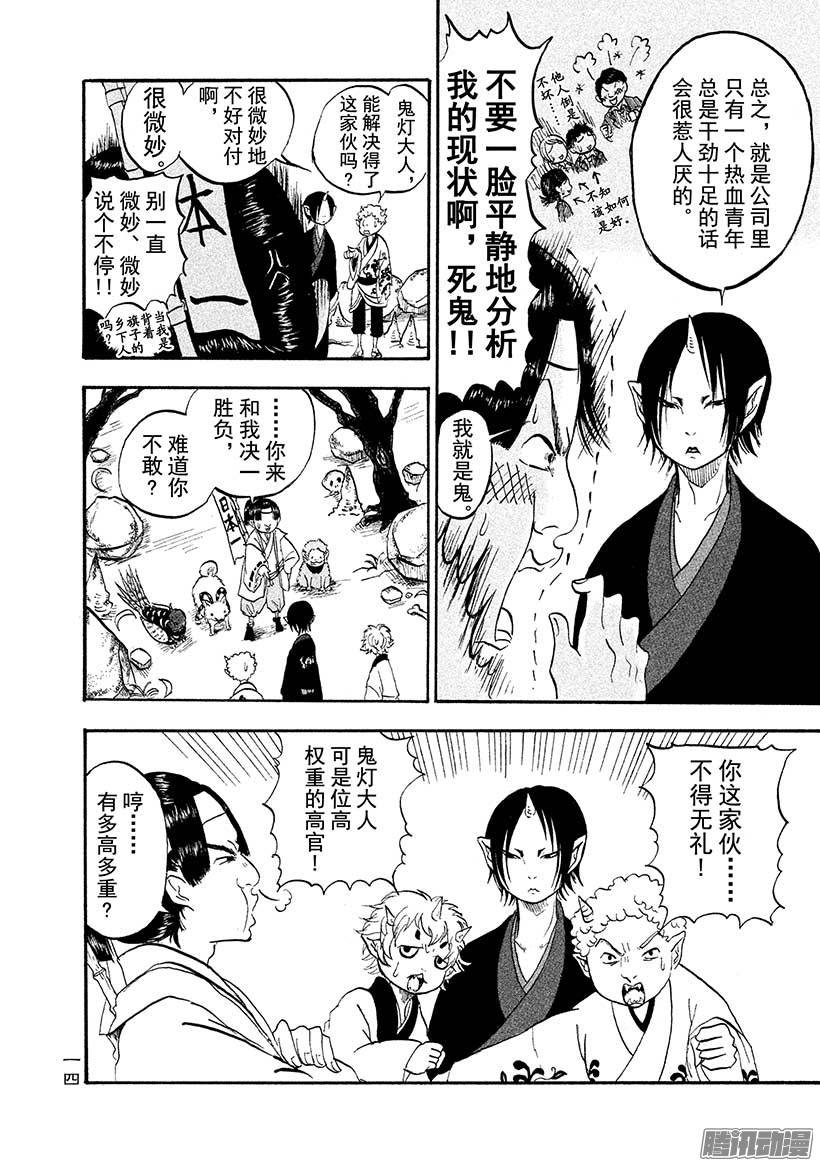 总之，就是公司里
只有一个热血青年
总是干劲十足的话
会很惹人厌的。
他人倒是
不坏……
不知
该如何
是好。
不要一脸平静地分析
我的现状啊，死鬼！！
我就是鬼。
鬼灯大人，
能解决得了
这家伙吗？
很微妙地
不好对付
啊，
很微妙。
本一
别一直
微妙、微妙
说个不停！！
当我是
背着
旗子的
乡下人
吗？
……你来
和我决一
胜负，
难道你
不敢？
日本一
你这家伙……
不得无礼！
鬼灯大人
可是位高
权重的高官！
哼……
有多高多重？
一四
腾讯动漫